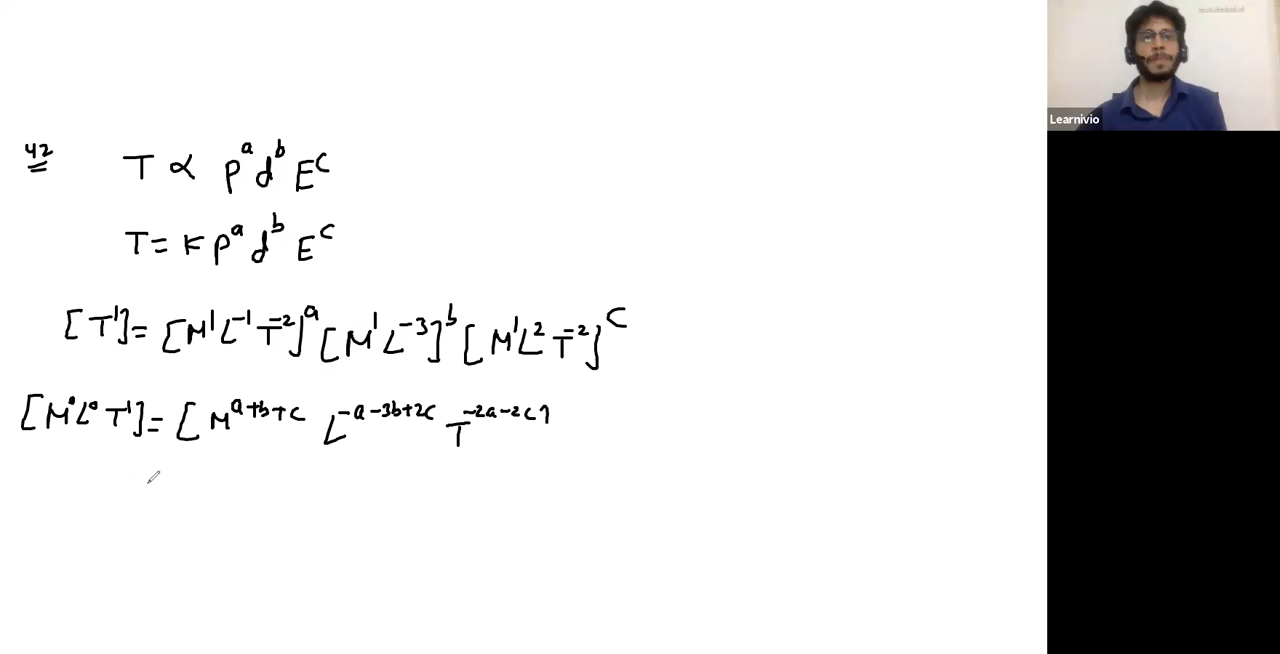 42 T ∝ P^a d^b E^c
T = K P^a d^b E^c
[T^1] = [M^1 L^-1 T^-2]^a [M^1 L^-3]^b [M^1 L^2 T^-2]^c
[M^0 L^0 T^1] = [M^a+b+c L^-a-3b+2c T^-2a-2c]
Learnivio